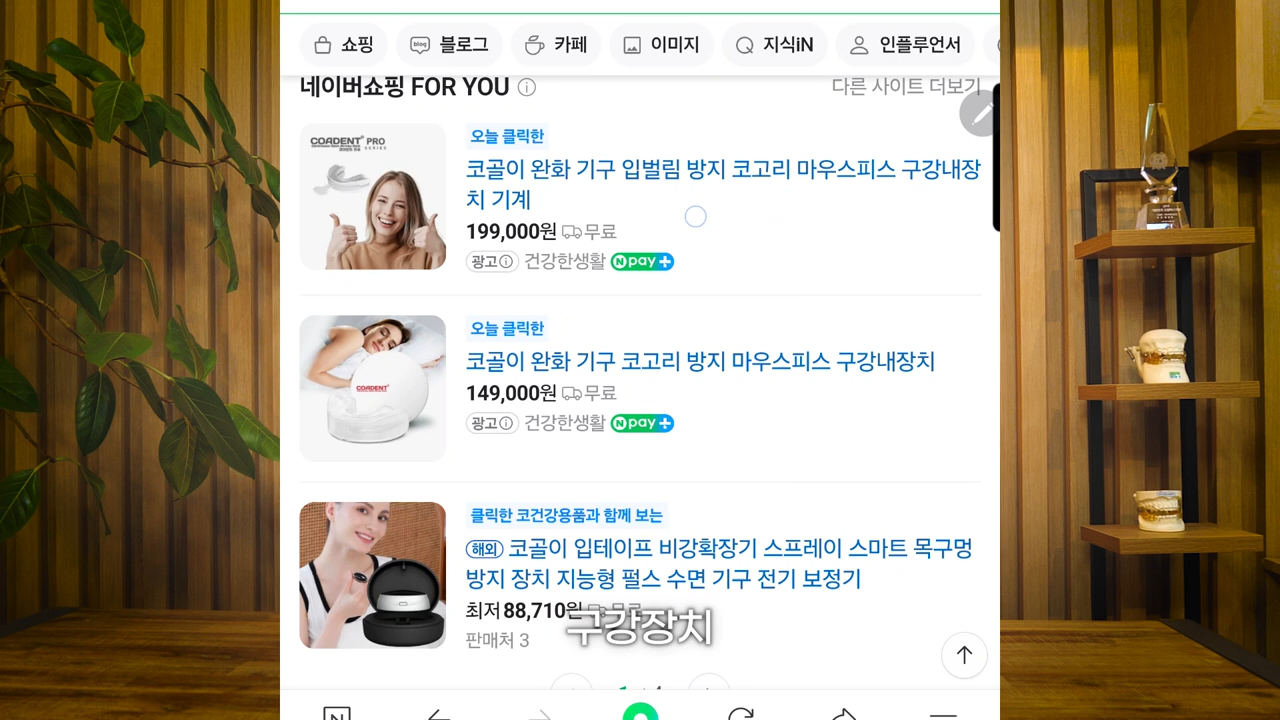 쇼핑
블로그
카페
이미지
지식iN
인플루언서
네이버쇼핑 FOR YOU
다른 사이트 더보기
COADENT PRO
SERIES
오늘 클릭한
코골이 완화 기구 입벌림 방지 코고리 마우스피스 구강내장
치 기계
199,000원 무료
광고 건강한생활 N pay +
오늘 클릭한
코골이 완화 기구 코고리 방지 마우스피스 구강내장치
149,000원 무료
광고 건강한생활 N pay +
COADENT
클릭한 코건강용품과 함께 보는
해외 코골이 입테이프 비강확장기 스프레이 스마트 목구멍
방지 장치 지능형 펄스 수면 기구 전기 보정기
최저 88,710원 무료
판매처 3
구강장치